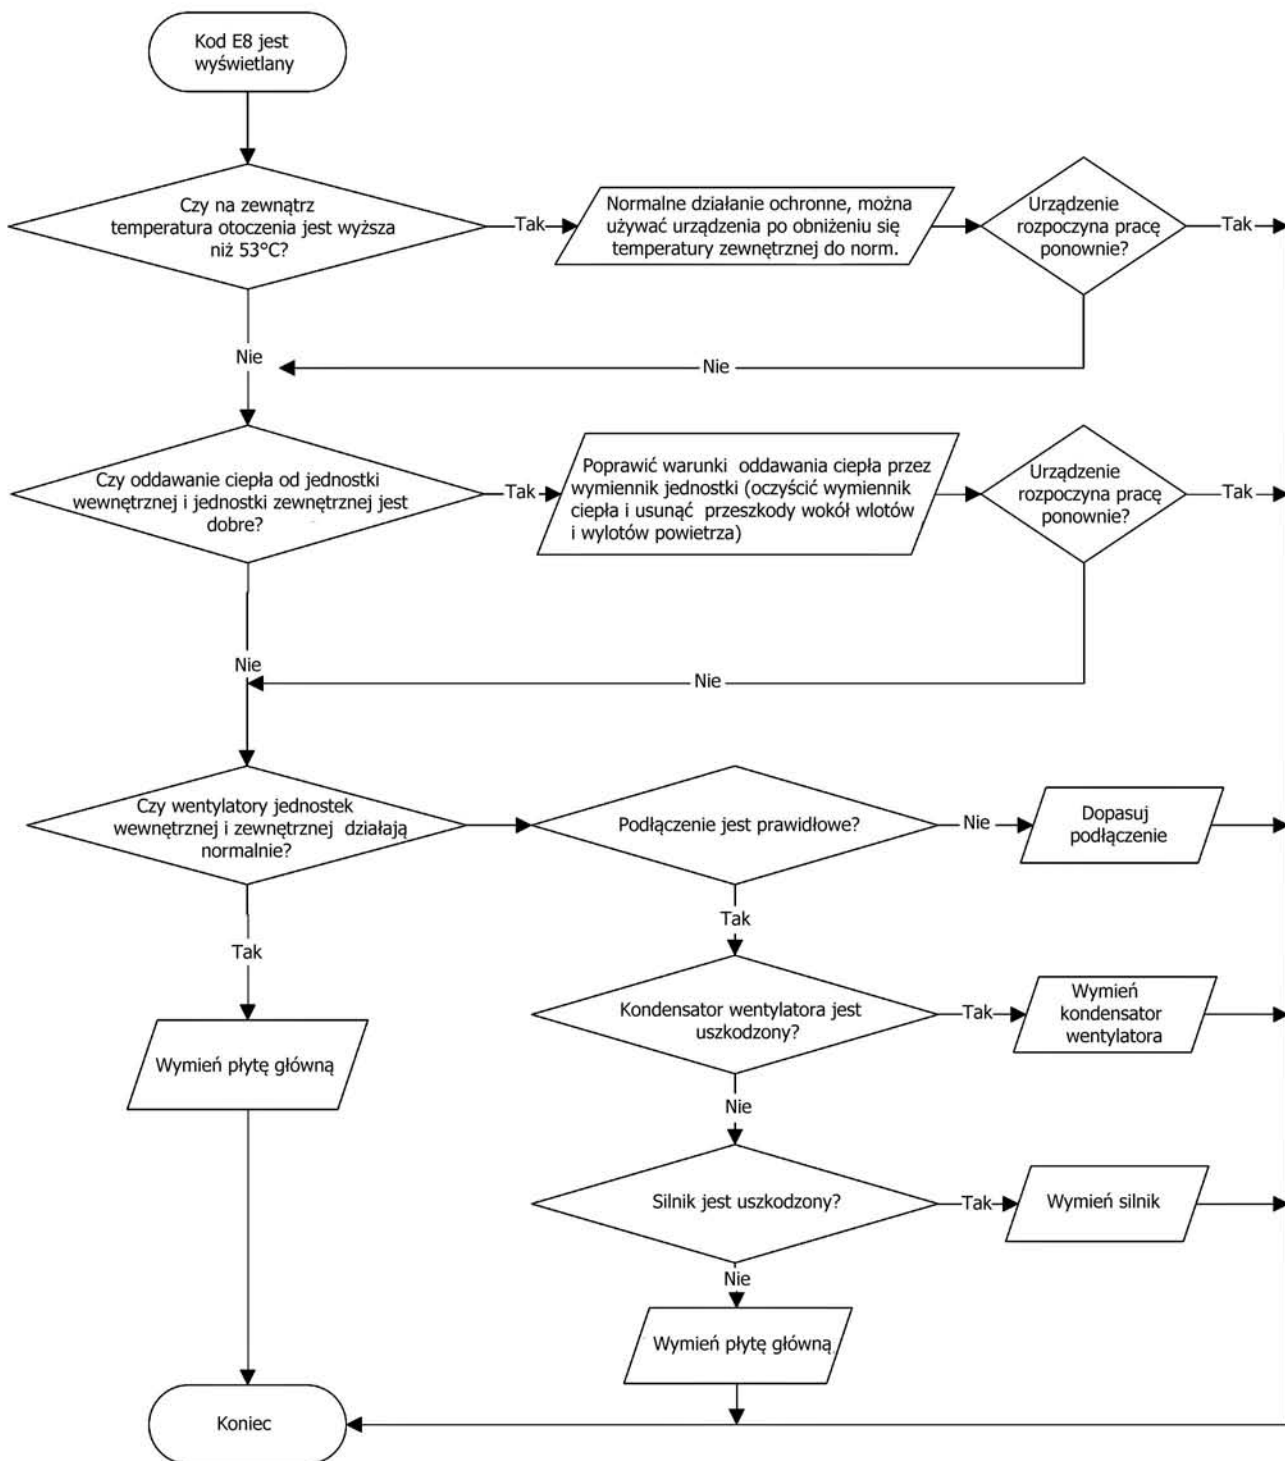 Kod E8 jest
wyświetlany
Czy na zewnątrz
temperatura otoczenia jest wyższa
niż 53°C?
Tak
Normalne działanie ochronne, można
używać urządzenia po obniżeniu się
temperatury zewnętrznej do norm.
Urządzenie
rozpoczyna pracę
ponownie?
Tak
Nie
Nie
Czy oddawanie ciepła od jednostki
wewnętrznej i jednostki zewnętrznej jest
dobre?
Tak
Poprawić warunki oddawania ciepła przez
wymiennik jednostki (oczyścić wymiennik
ciepła i usunąć przeszkody wokół wlotów
i wylotów powietrza)
Urządzenie
rozpoczyna pracę
ponownie?
Tak
Nie
Nie
Czy wentylatory jednostek
wewnętrznej i zewnętrznej działają
normalnie?
Podłączenie jest prawidłowe?
Nie
Dopasuj
podłączenie
Tak
Tak
Kondensator wentylatora jest
uszkodzony?
Tak
Wymień
kondensator
wentylatora
Wymień płytę główną
Nie
Silnik jest uszkodzony?
Tak
Wymień silnik
Nie
Wymień płytę główną
Koniec